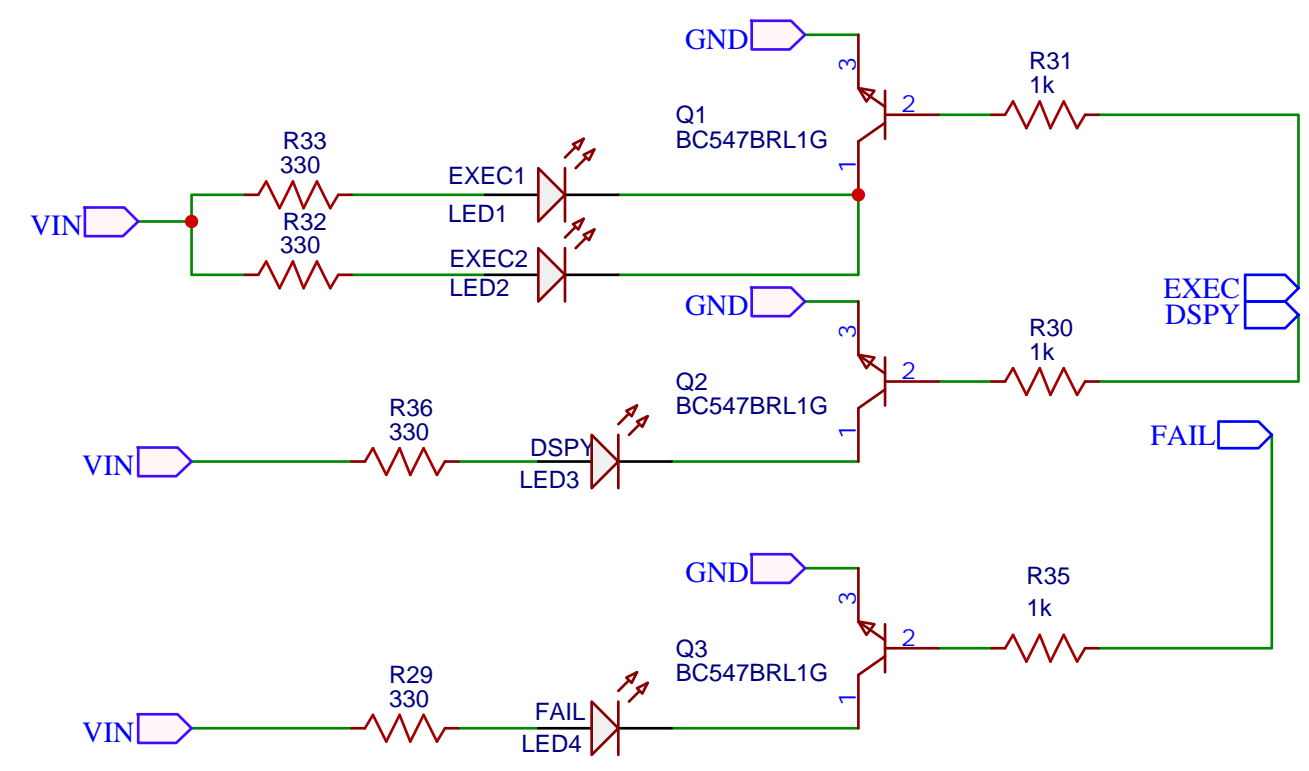 GND
3
Q1
BC547BRL1G
2
1
R31
1k
R33
330
EXEC1
LED1
VIN
R32
330
EXEC2
LED2
EXEC
DSPY
GND
3
Q2
BC547BRL1G
2
1
R30
1k
R36
330
DSPY
LED3
VIN
FAIL
GND
3
Q3
BC547BRL1G
2
1
R35
1k
R29
330
FAIL
LED4
VIN